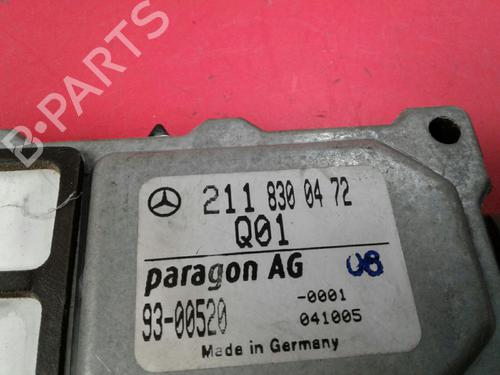 211 830 04 72
Q01
paragon AG 08
93-00520 -0001
041005
Made in Germany
B-PARTS